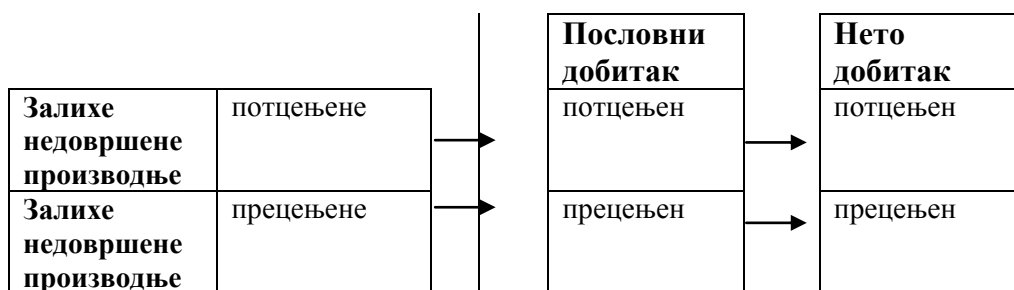 Пословни
добитак
Нето
добитак
Залихе
недовршене
производње
потцењене
потцењен
потцењен
Залихе
недовршене
производње
прецењене
прецењен
прецењен